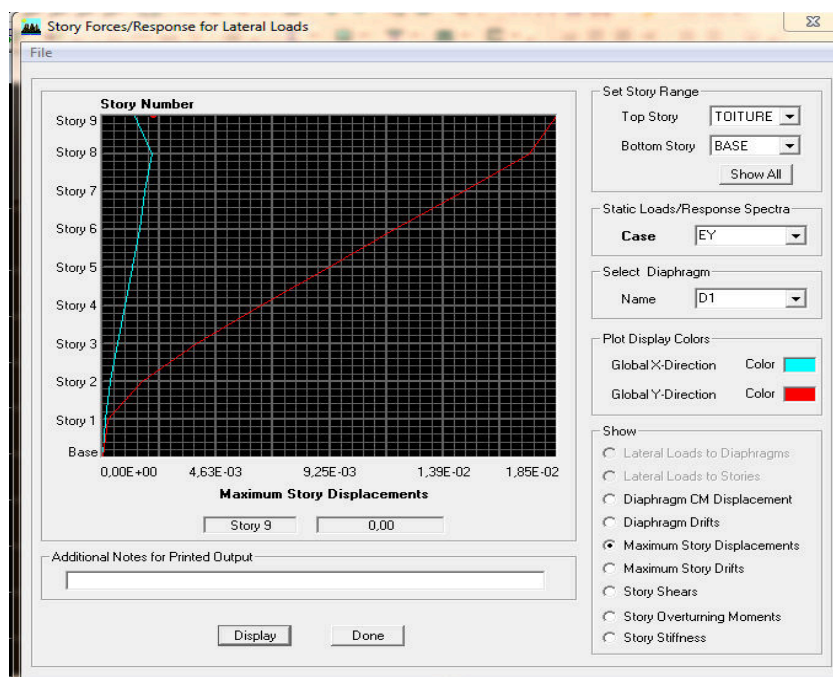 Story Forces/Response for Lateral Loads
File
Story Number
Story 9
Story 8
Story 7
Story 6
Story 5
Story 4
Story 3
Story 2
Story 1
Base
0,00E+00 4,63E-03 9,25E-03 1,39E-02 1,85E-02
Maximum Story Displacements
Story 9 0,00
Additional Notes for Printed Output
Display Done
Set Story Range
Top Story TOITURE
Bottom Story BASE
Show All
Static Loads/Response Spectra
Case EY
Select Diaphragm
Name D1
Plot Display Colors
Global X-Direction Color
Global Y-Direction Color
Show
Lateral Loads to Diaphragms
Lateral Loads to Stories
Diaphragm CM Displacement
Diaphragm Drifts
Maximum Story Displacements
Maximum Story Drifts
Story Shears
Story Overturning Moments
Story Stiffness